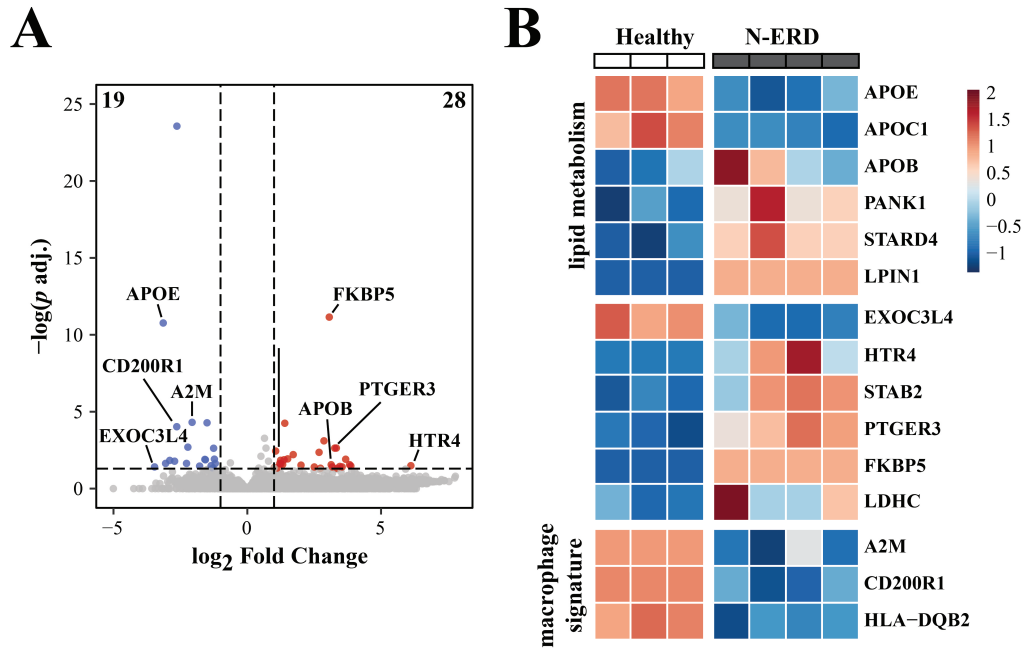 A
19
28
25
20
15
10
5
0
−log(p adj.)
APOE
FKBP5
CD200R1
A2M
PTGER3
APOB
EXOC3L4
HTR4
−5
0
5
log2 Fold Change
B
Healthy
N-ERD
lipid metabolism
APOE
APOC1
APOB
PANK1
STARD4
LPIN1
EXOC3L4
HTR4
STAB2
PTGER3
FKBP5
LDHC
macrophage
signature
A2M
CD200R1
HLA−DQB2
2
1.5
1
0.5
0
−0.5
−1